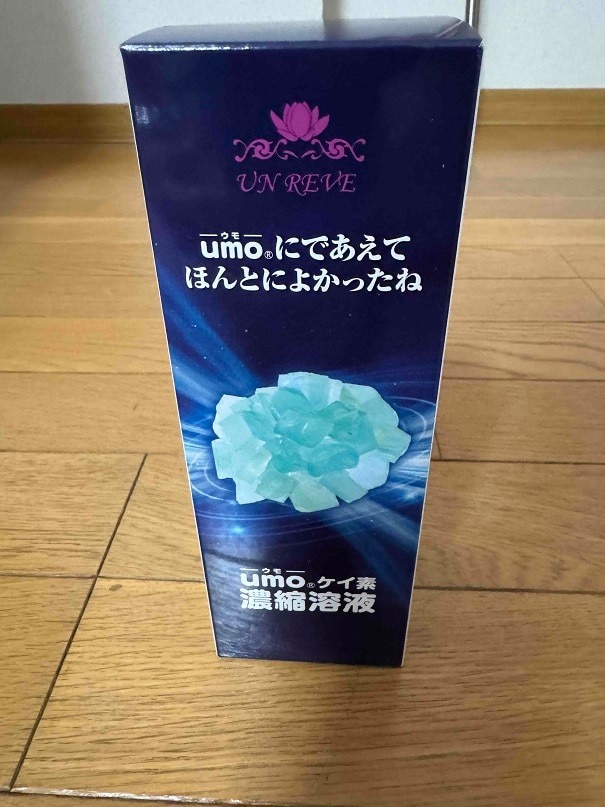 UN REVE
ウモ
umo®にであえて
ほんとによかったね
ウモ
umo®ケイ素
濃縮溶液